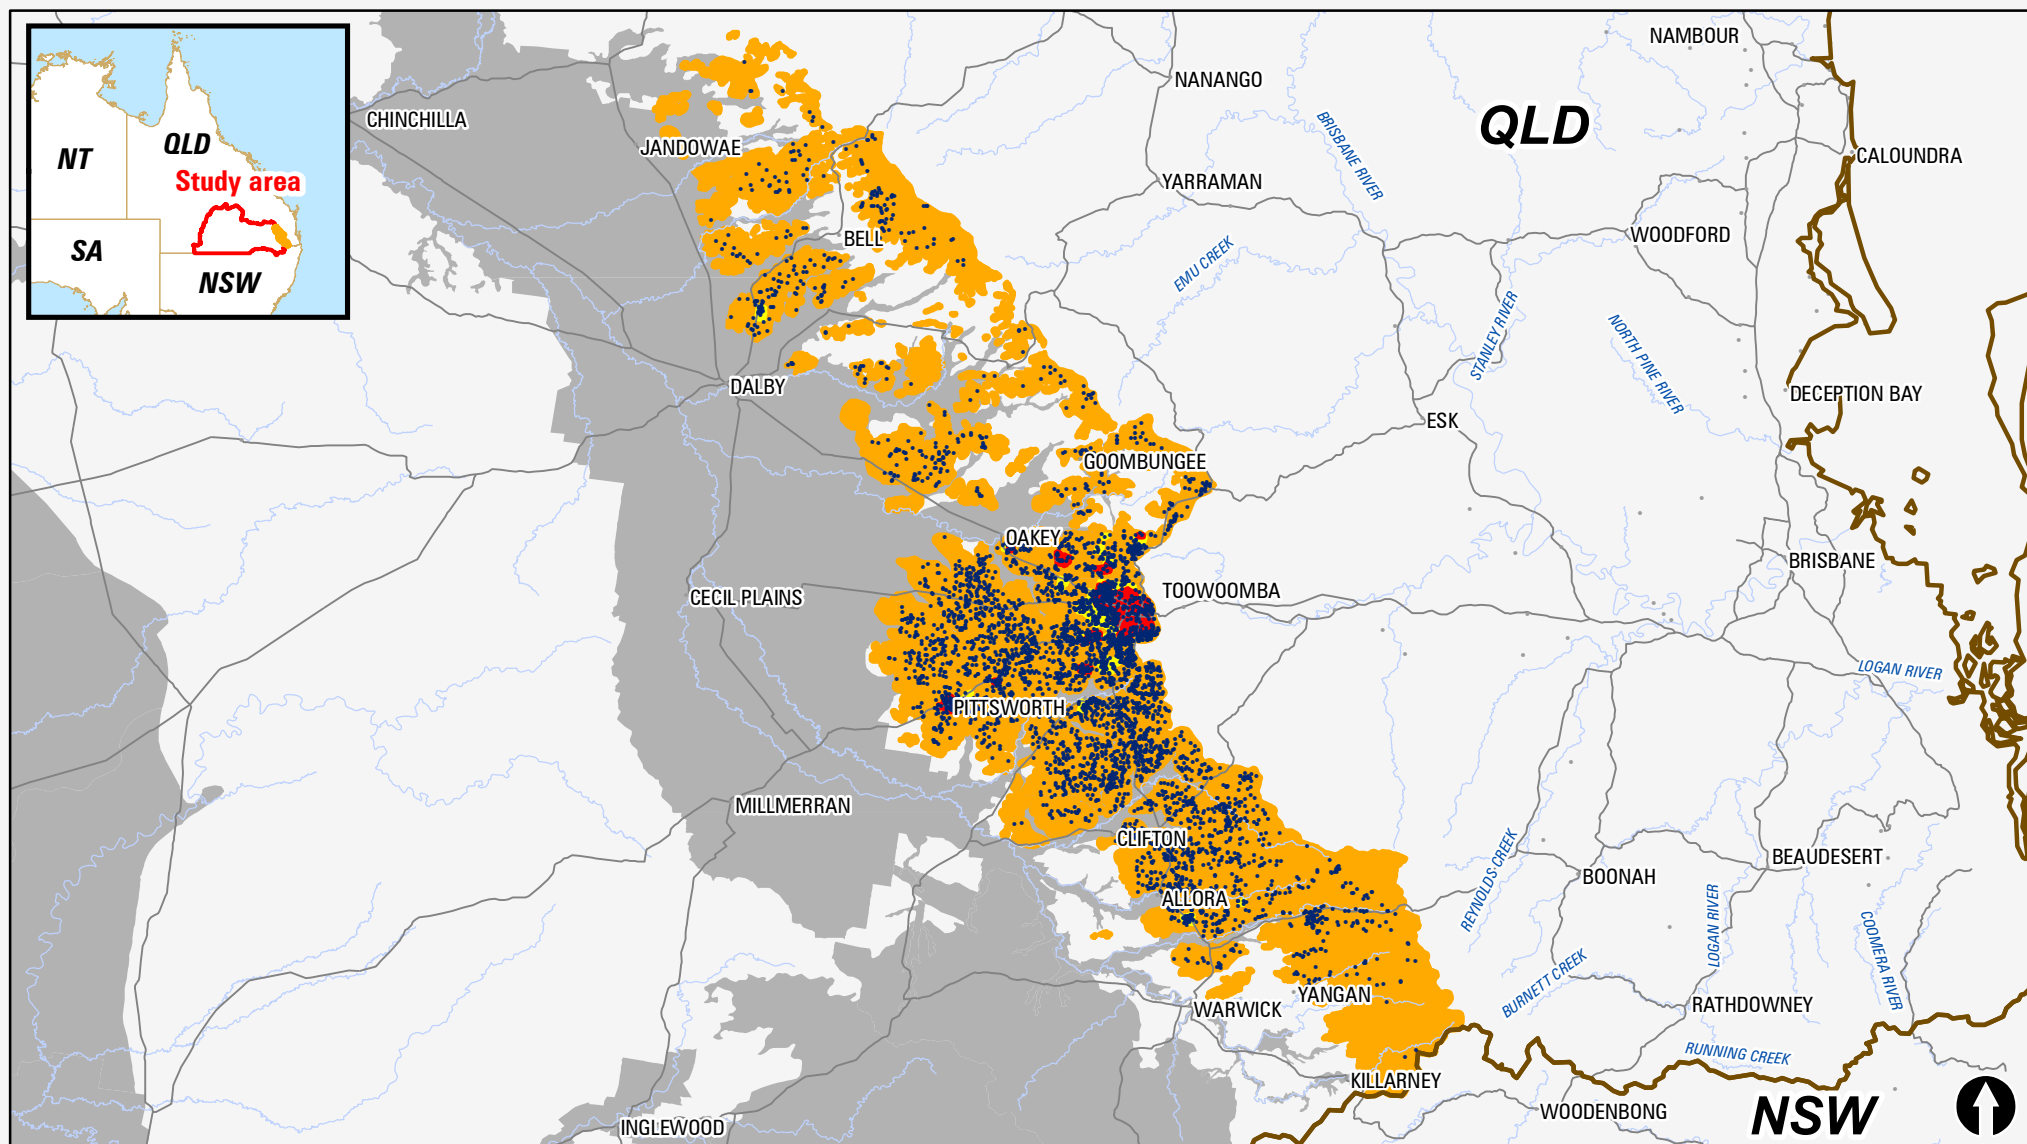 NT
QLD
Study area
SA
NSW
NAMBOUR
NANANGO
QLD
CHINCHILLA
JANDOWAE
BRISBANE RIVER
CALOUNDRA
YARRAMAN
BELL
WOODFORD
EMU CREEK
STANLEY RIVER
NORTH PINE RIVER
DALBY
DECEPTION BAY
ESK
GOOMBUNGEE
OAKEY
BRISBANE
CECIL PLAINS
TOOWOOMBA
LOGAN RIVER
PITTSWORTH
MILLMERRAN
CLIFTON
REYNOLDS CREEK
BEAUDESERT
BOONAH
ALLORA
LOGAN RIVER
COOMERA RIVER
BURNETT CREEK
YANGAN
WARWICK
RATHDOWNEY
RUNNING CREEK
KILLARNEY
WOODENBONG
NSW
INGLEWOOD